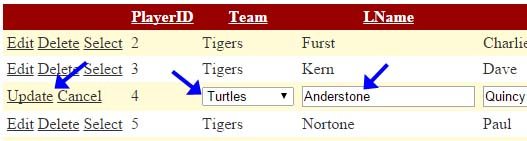 PlayerID Team LName
Edit Delete Select 2 Tigers Furst Charlie
Edit Delete Select 3 Tigers Kern Dave
Update Cancel 4 Turtles Anderstone Quincy
Edit Delete Select 5 Tigers Nortone Paul